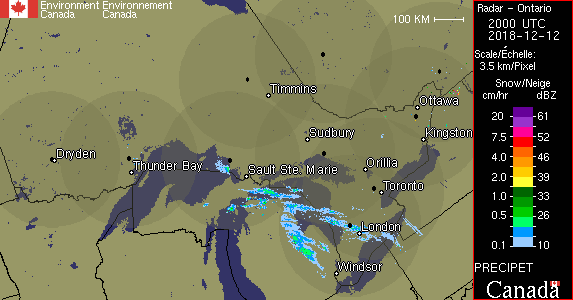 Environment Environnement
Canada Canada
100 KM
Timmins
Ottawa
Sudbury
Kingston
Dryden
Thunder Bay
Sault Ste. Marie
Orillia
Toronto
London
Windsor
Radar - Ontario
2000 UTC
2018-12-12
Scale/Échelle:
3.5 km/Pixel
Snow/Neige
cm/hr dBZ
20 61
7.5 52
4.0 46
2.0 39
1.0 33
0.5 26
0.1 10
PRECIPET
Canada